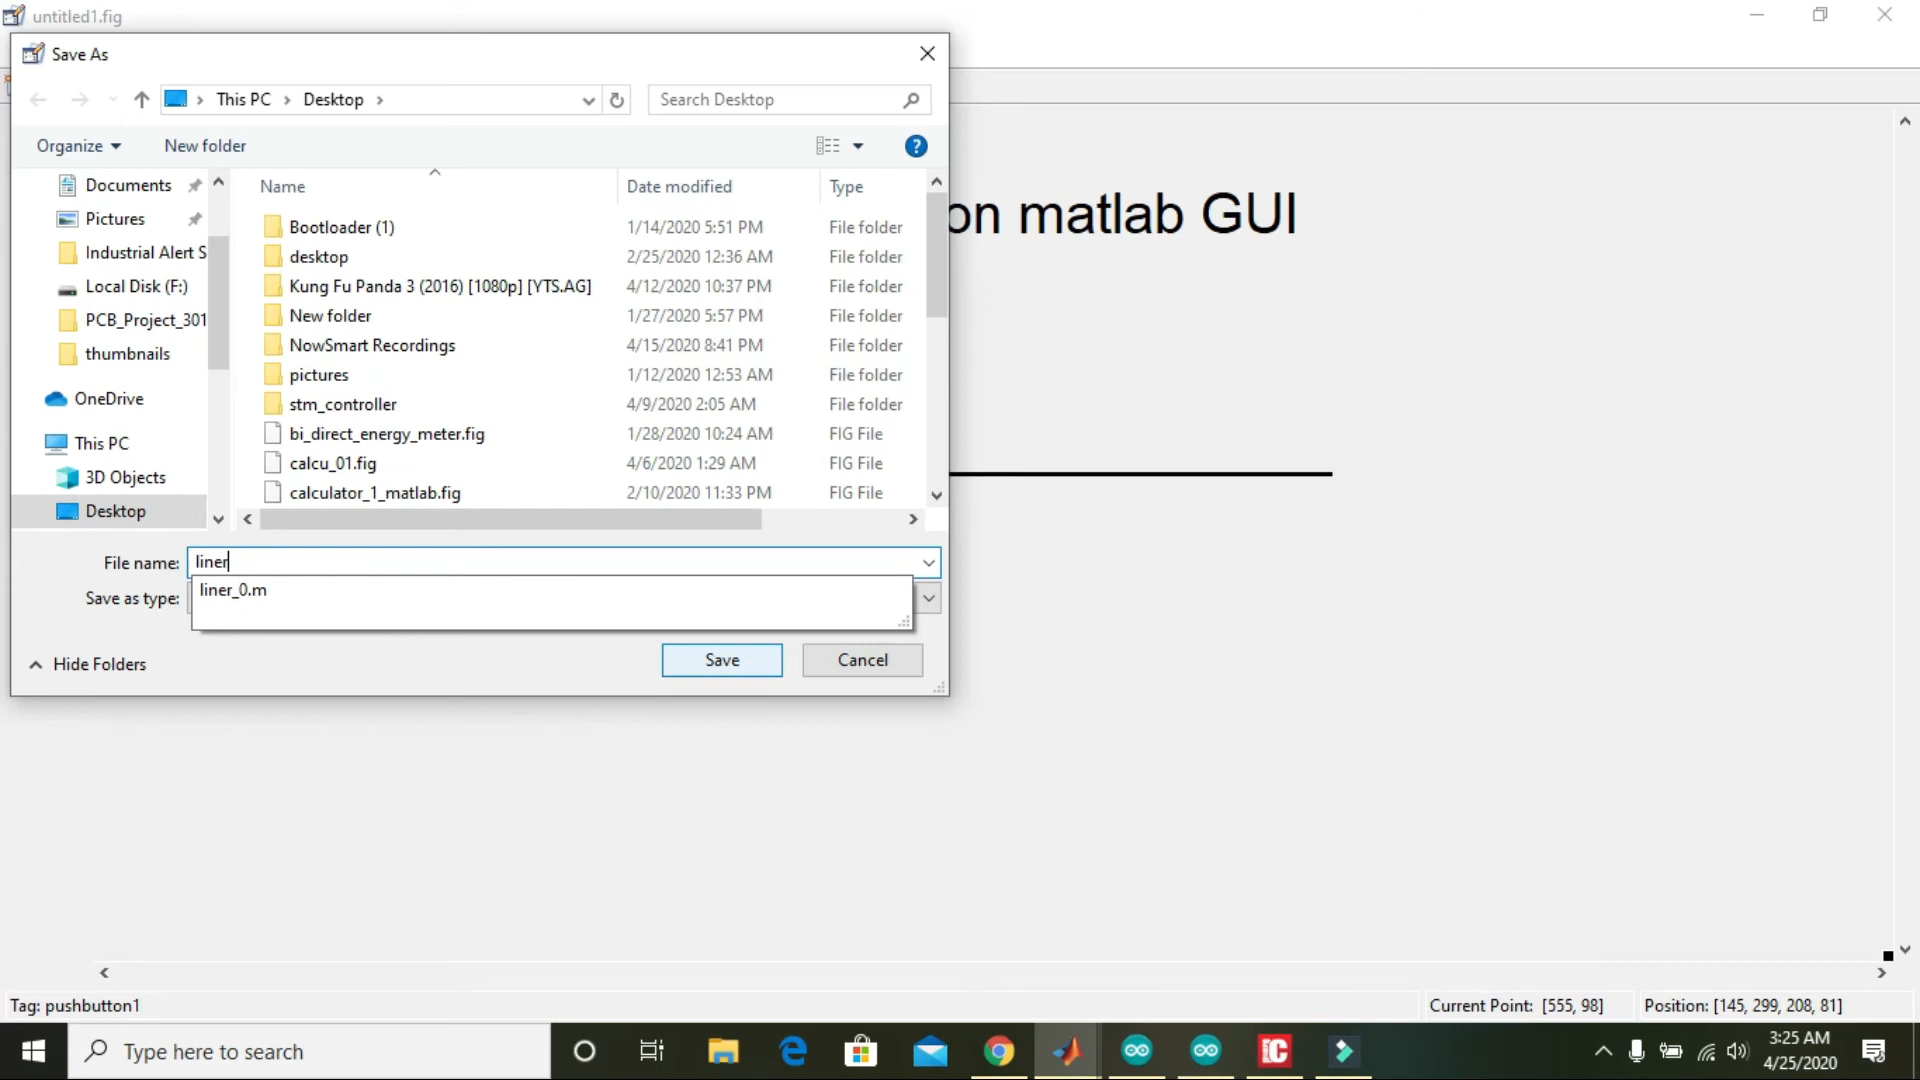 untitled1.fig
Save As
This PC
Desktop
Search Desktop
Organize
New folder
Documents
Pictures
Industrial Alert S
Local Disk (F:)
PCB_Project_301
thumbnails
OneDrive
This PC
3D Objects
Desktop
Name Date modified Type
Bootloader (1) 1/14/2020 5:51 PM File folder
desktop 2/25/2020 12:36 AM File folder
Kung Fu Panda 3 (2016) [1080p] [YTS.AG] 4/12/2020 10:37 PM File folder
New folder 1/27/2020 5:57 PM File folder
NowSmart Recordings 4/15/2020 8:41 PM File folder
pictures 1/12/2020 12:53 AM File folder
stm_controller 4/9/2020 2:05 AM File folder
bi_direct_energy_meter.fig 1/28/2020 10:24 AM FIG File
calcu_01.fig 4/6/2020 1:29 AM FIG File
calculator_1_matlab.fig 2/10/2020 11:33 PM FIG File
File name: liner
liner_0.m
Save as type:
Hide Folders
Save
Cancel
on matlab GUI
Tag: pushbutton1
Current Point: [555, 98]
Position: [145, 299, 208, 81]
Type here to search
3:25 AM
4/25/2020